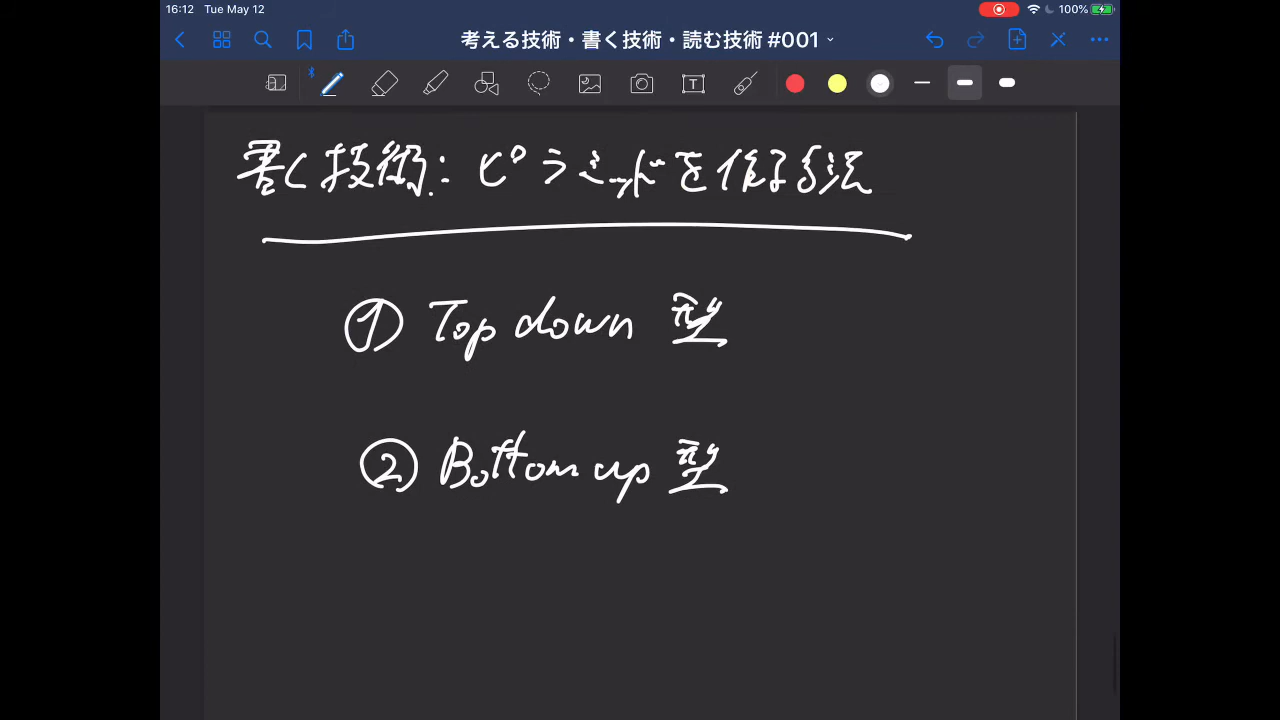 16:12 Tue May 12 100%
考える技術・書く技術・読む技術 #001
T
書く技術: ピラミッドを作る方法
① Top down 型
② Bottom up 型